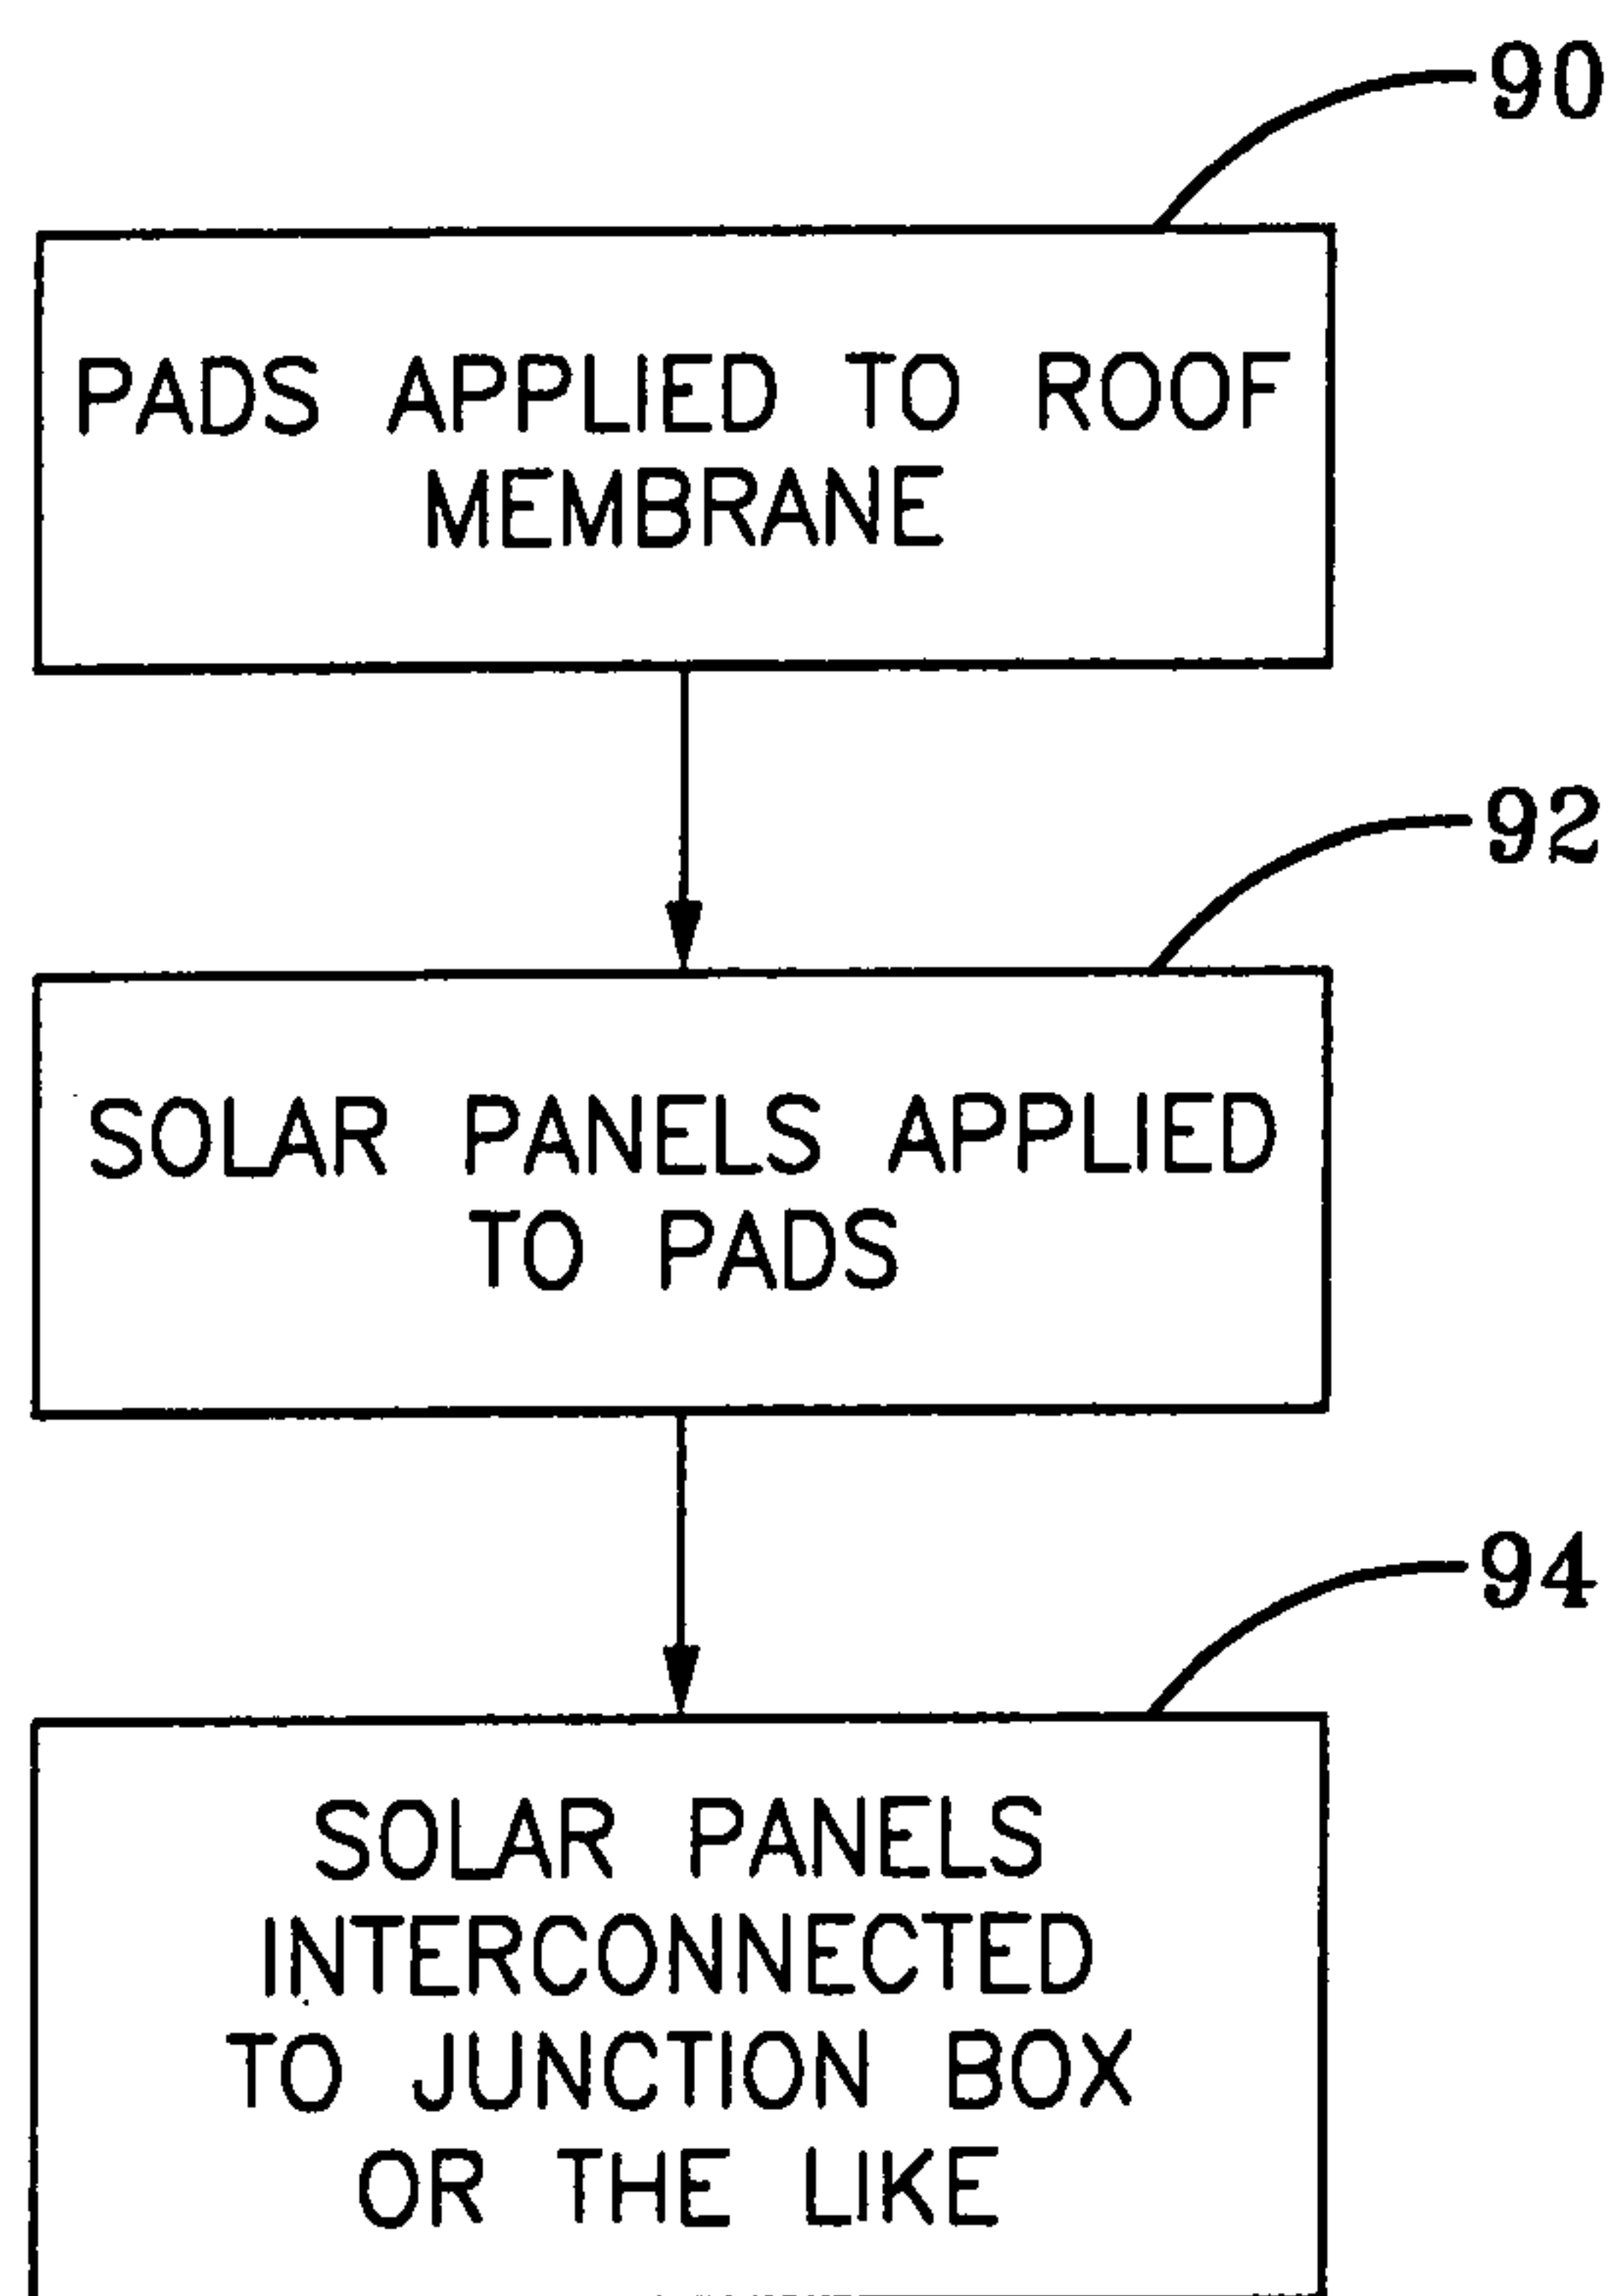 90
PADS APPLIED TO ROOF
MEMBRANE
92
SOLAR PANELS APPLIED
TO PADS
94
SOLAR PANELS
INTERCONNECTED
TO JUNCTION BOX
OR THE LIKE